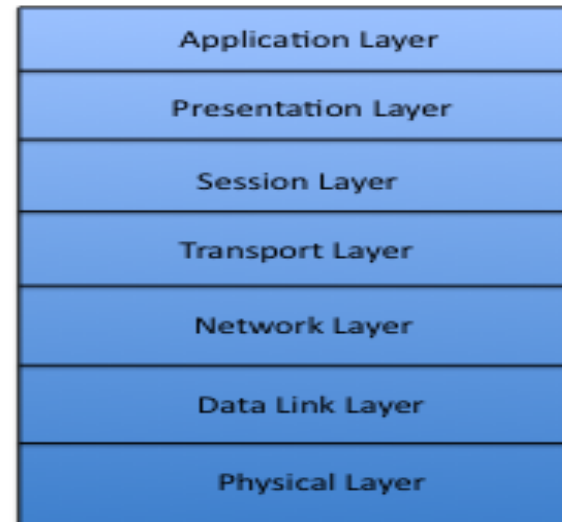 Application Layer
Presentation Layer
Session Layer
Transport Layer
Network Layer
Data Link Layer
Physical Layer